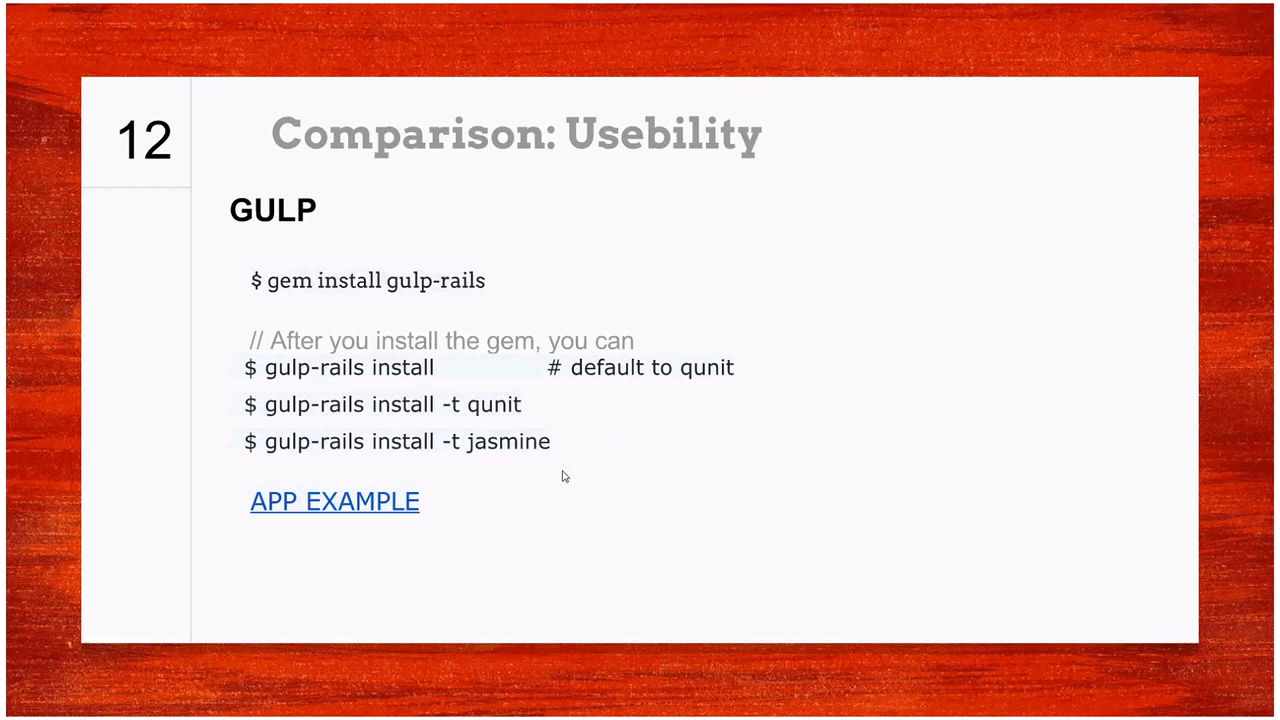 12
Comparison: Usebility
GULP
$ gem install gulp-rails
// After you install the gem, you can
$ gulp-rails install # default to qunit
$ gulp-rails install -t qunit
$ gulp-rails install -t jasmine
APP EXAMPLE